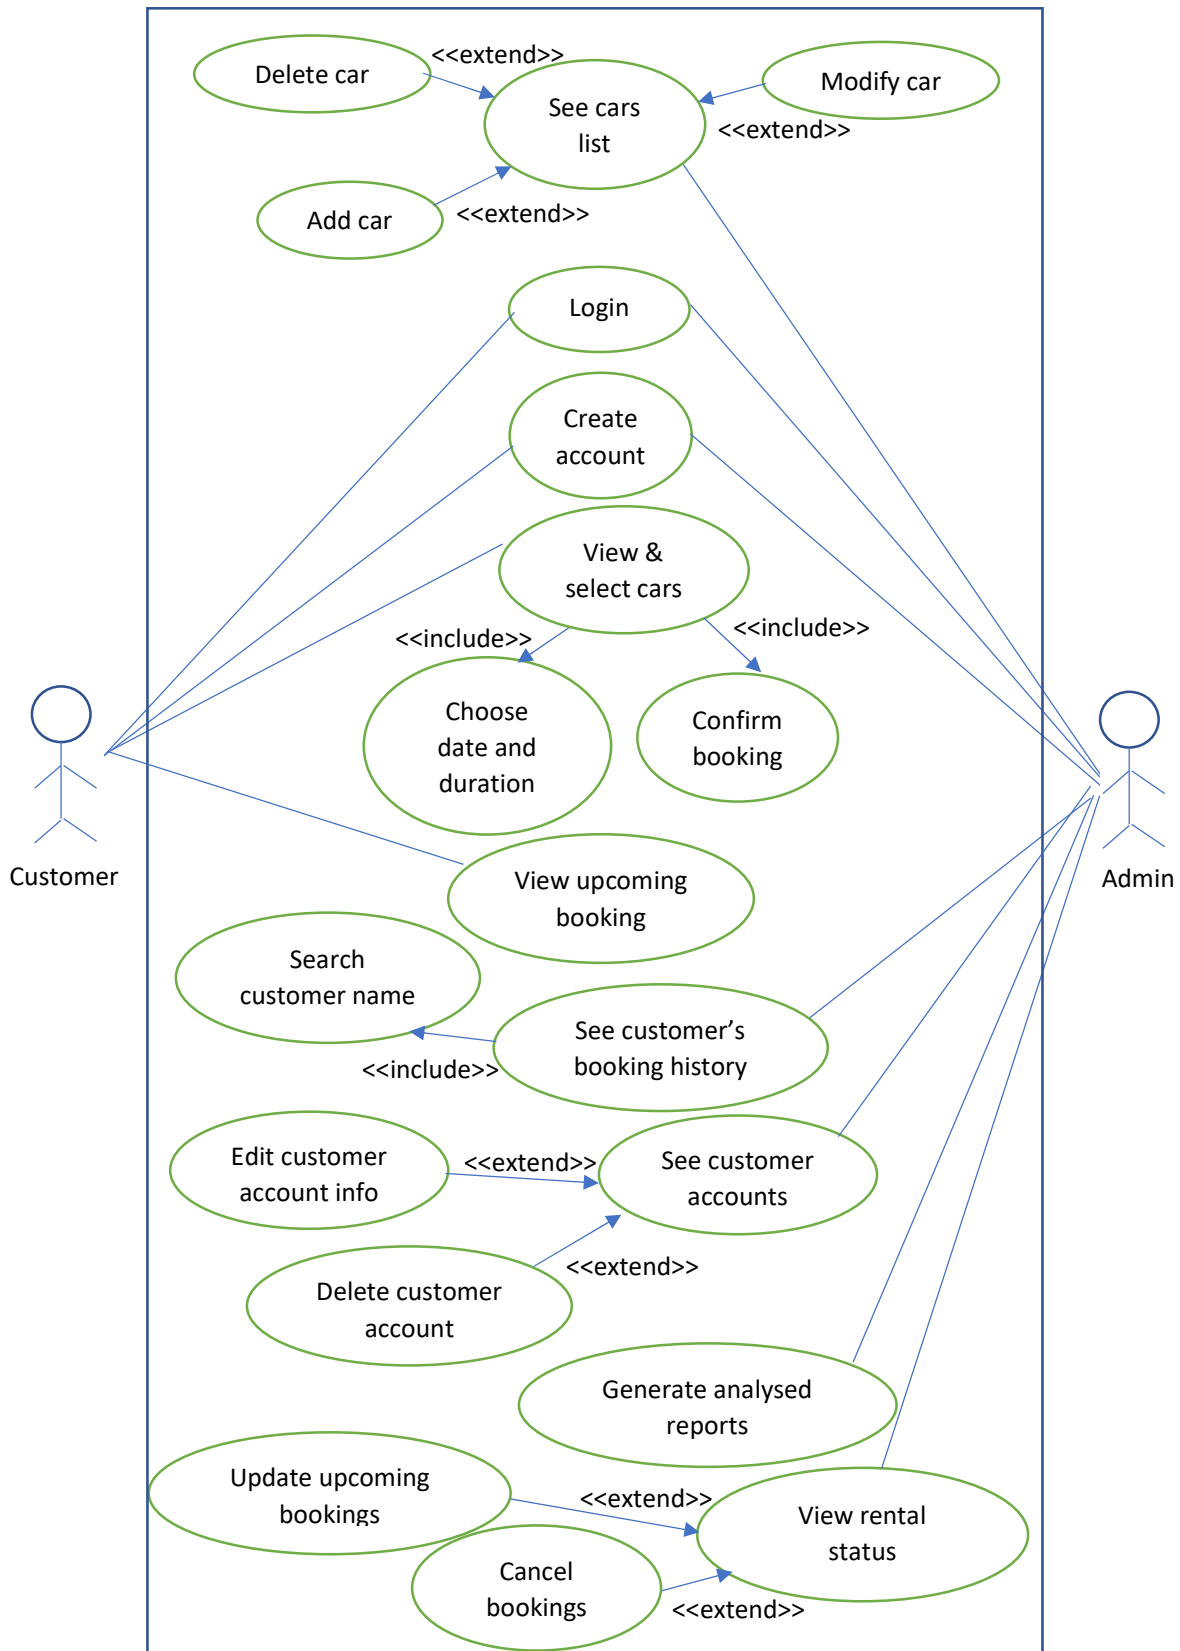 <<extend>>
Delete car
Modify car
See cars
list
<<extend>>
Add car
<<extend>>
Login
Create
account
View &
select cars
<<include>>
<<include>>
Choose
date and
duration
Confirm
booking
Customer
Admin
View upcoming
booking
Search
customer name
See customer’s
booking history
<<include>>
Edit customer
account info
<<extend>>
See customer
accounts
<<extend>>
Delete customer
account
Generate analysed
reports
Update upcoming
bookings
<<extend>>
View rental
status
Cancel
bookings
<<extend>>